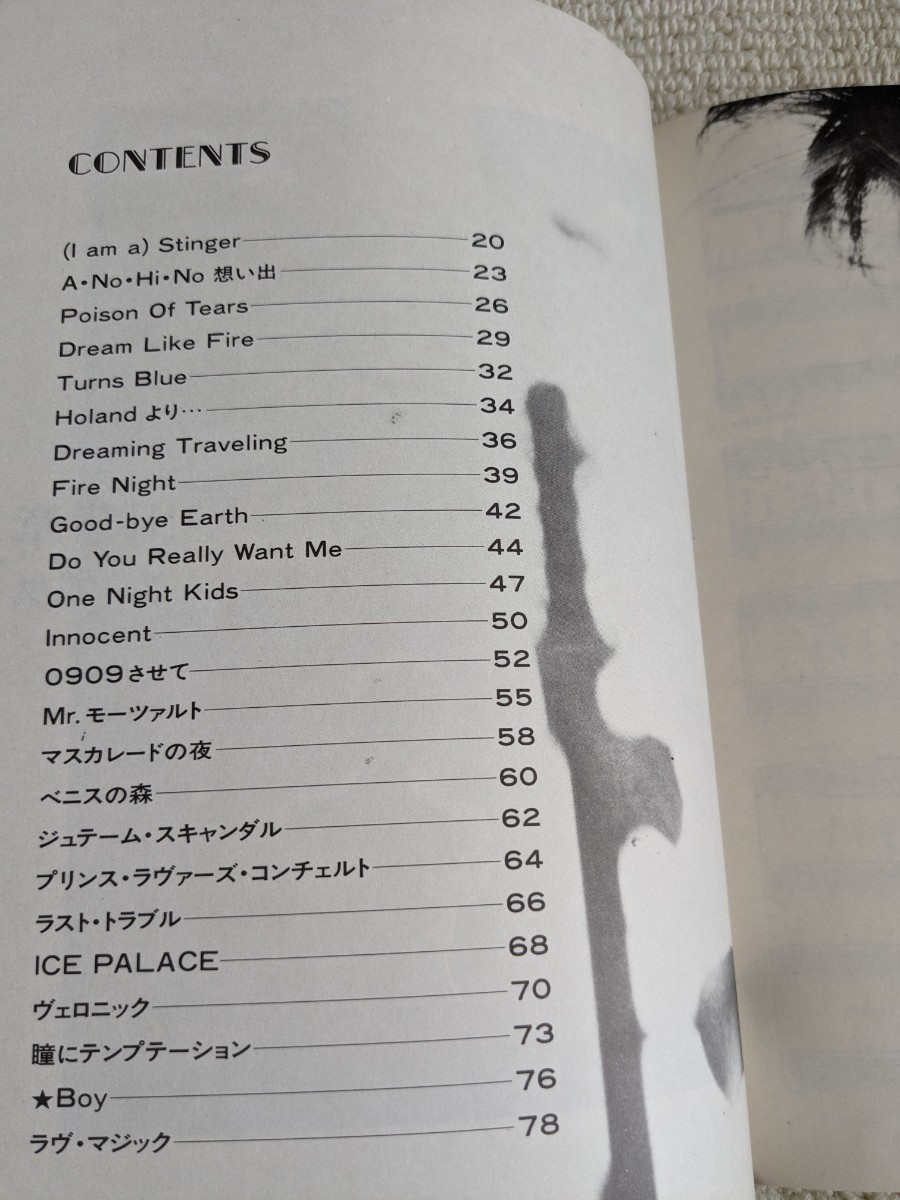 CONTENTS
(I am a) Stinger 20
A・No・Hi・No 想い出 23
Poison Of Tears 26
Dream Like Fire 29
Turns Blue 32
Holand より… 34
Dreaming Traveling 36
Fire Night 39
Good-bye Earth 42
Do You Really Want Me 44
One Night Kids 47
Innocent 50
0909させて 52
Mr.モーツァルト 55
マスカレードの夜 58
ベニスの森 60
ジュテーム・スキャンダル 62
プリンス・ラヴァーズ・コンチェルト 64
ラスト・トラブル 66
ICE PALACE 68
ヴェロニック 70
瞳にテンプテーション 73
★Boy 76
ラヴ・マジック 78